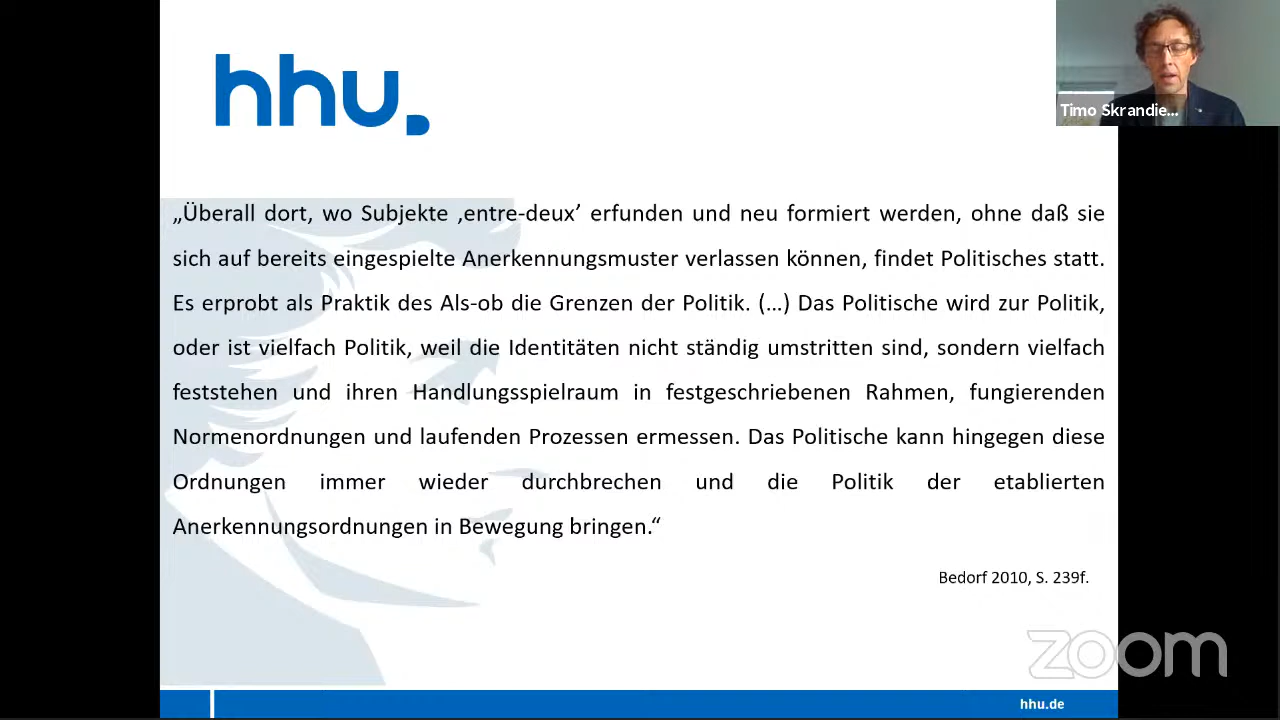 hhu.
Timo Skrandie...
„Überall dort, wo Subjekte ‚entre-deux’ erfunden und neu formiert werden, ohne daß sie
sich auf bereits eingespielte Anerkennungsmuster verlassen können, findet Politisches statt.
Es erprobt als Praktik des Als-ob die Grenzen der Politik. (...) Das Politische wird zur Politik,
oder ist vielfach Politik, weil die Identitäten nicht ständig umstritten sind, sondern vielfach
feststehen und ihren Handlungsspielraum in festgeschriebenen Rahmen, fungierenden
Normenordnungen und laufenden Prozessen ermessen. Das Politische kann hingegen diese
Ordnungen immer wieder durchbrechen und die Politik der etablierten
Anerkennungsordnungen in Bewegung bringen.“
Bedorf 2010, S. 239f.
zoom
hhu.de